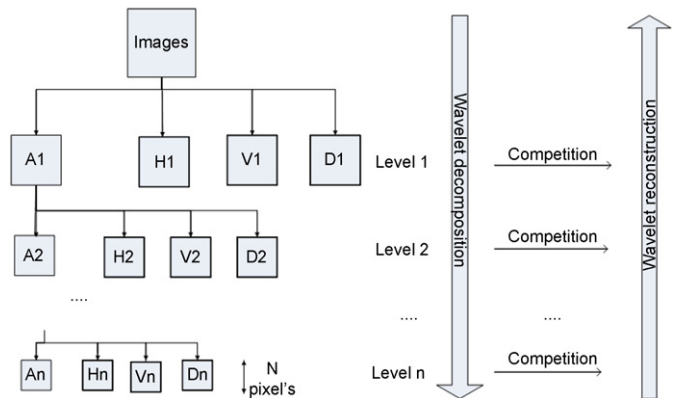 Images
A1 H1 V1 D1 Level 1 Competition
A2 H2 V2 D2 Level 2 Competition
.... .... ....
An Hn Vn Dn N
pixel's
Level n Competition
Wavelet decomposition
Wavelet reconstruction